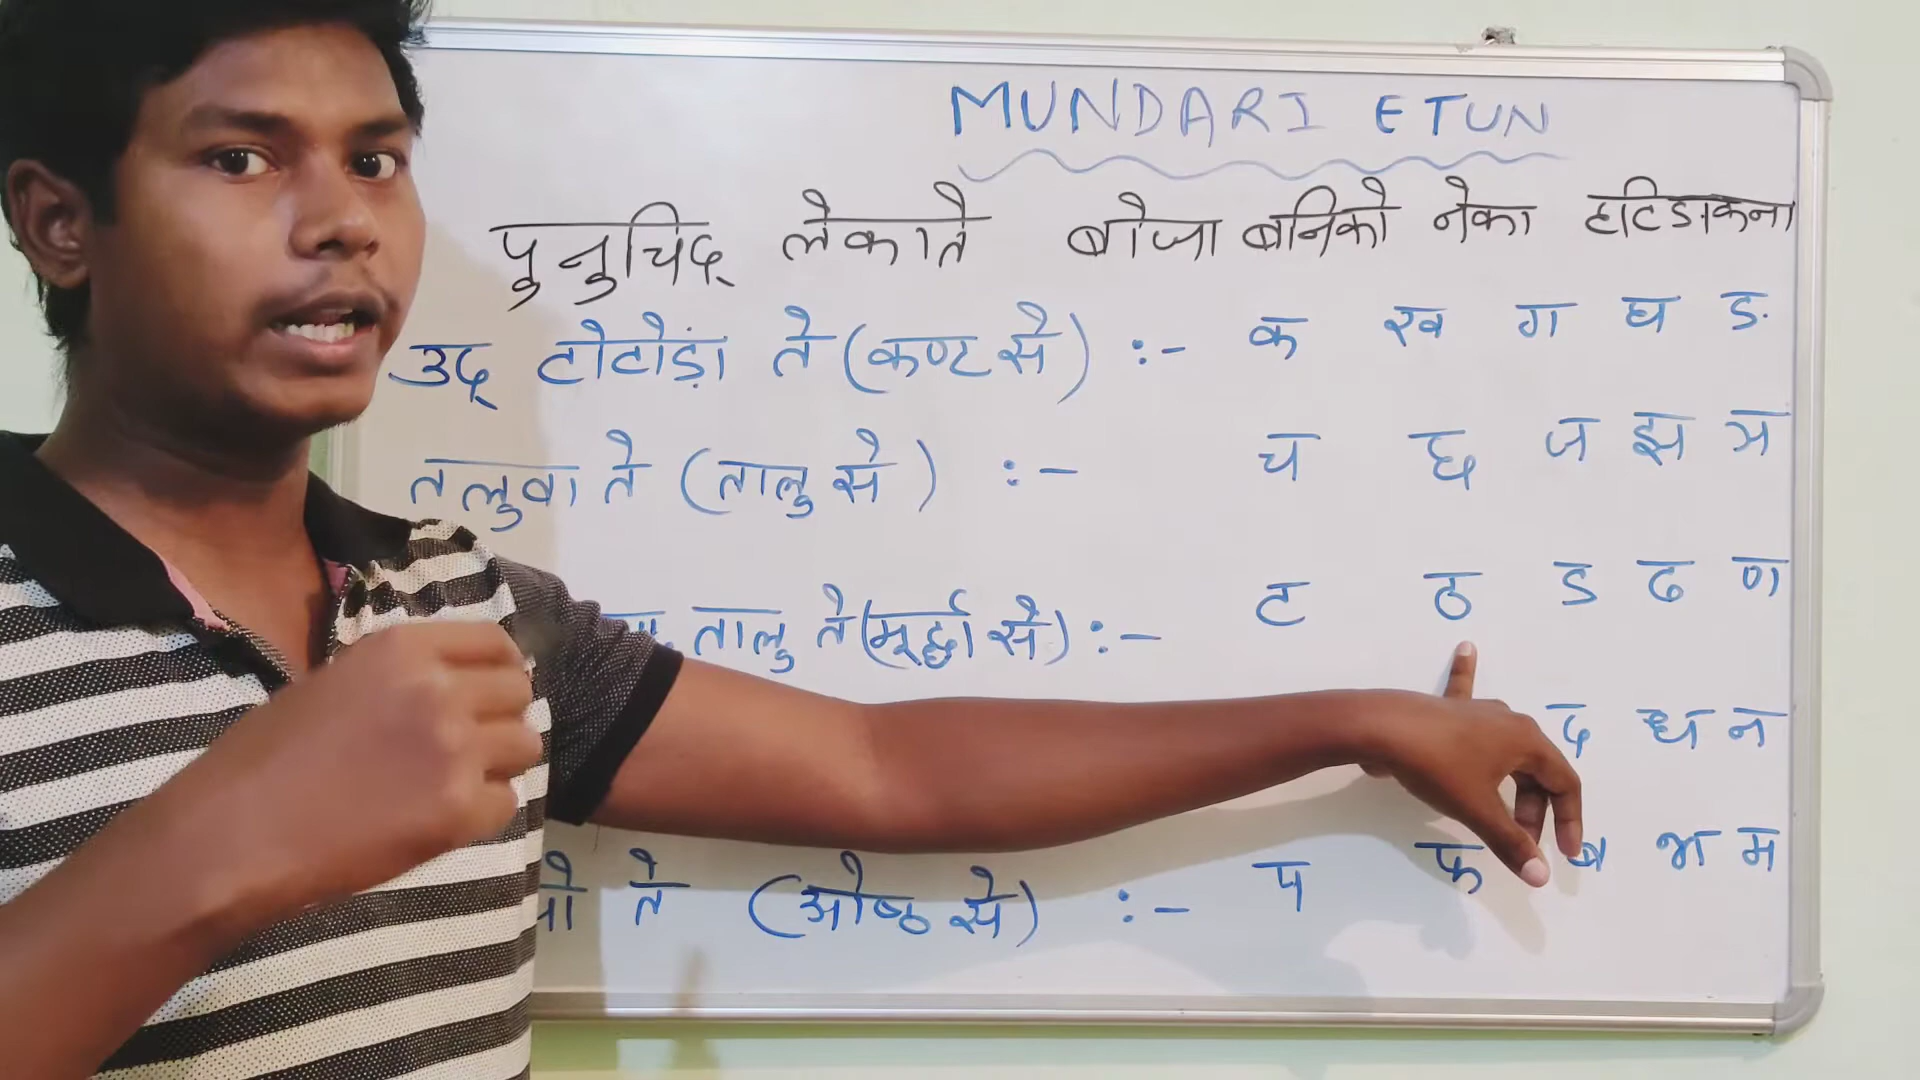 MUNDARI ETUN
पुनुचिद् लेकाते बोजा बनिको नेका हटिङाकना
उद् टोटोड़ां ते (कण्ट से) :- क ख ग घ ङ
तलुवा ते (तालु से) :- च छ ज झ ञ
तालु ते (मूर्द्धा से) :- ट ठ ड ढ ण
द ध न
ते (ओष्ठ से) :- प फ ब भ म